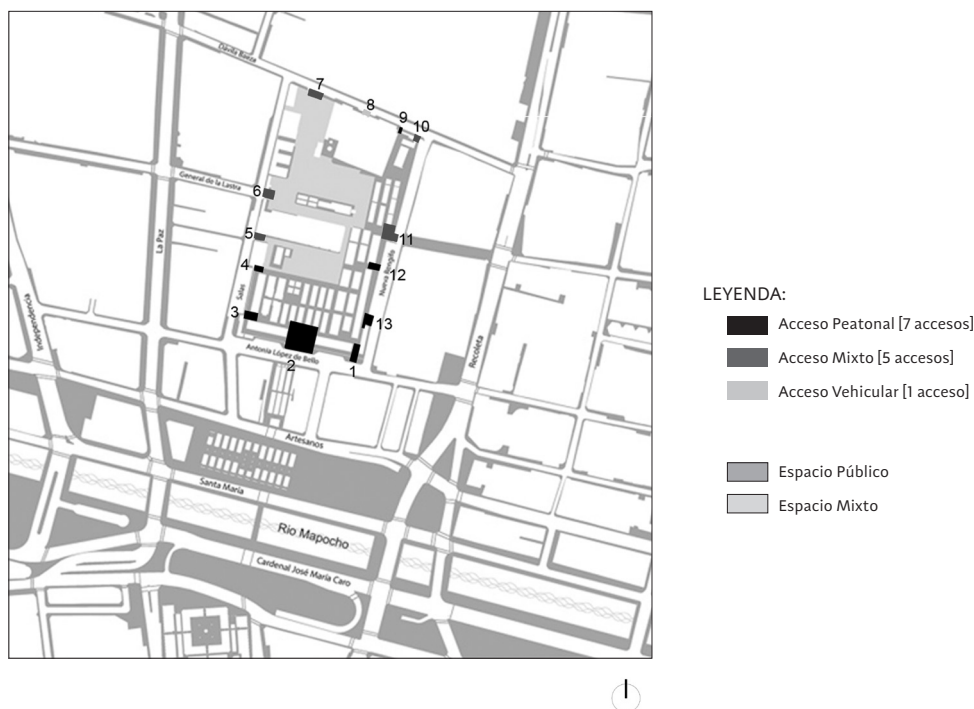 Dávila Baeza
7
8
9
10
General de la Lastra
6
La Paz
5
11
4
12
Salas
Nueva Rengifo
3
13
Independencia
Antonia López de Bello
1
2
Recoleta
Artesanos
Santa María
Rio Mapocho
Cardenal José María Caro
LEYENDA:
Acceso Peatonal [7 accesos]
Acceso Mixto [5 accesos]
Acceso Vehicular [1 acceso]
Espacio Público
Espacio Mixto